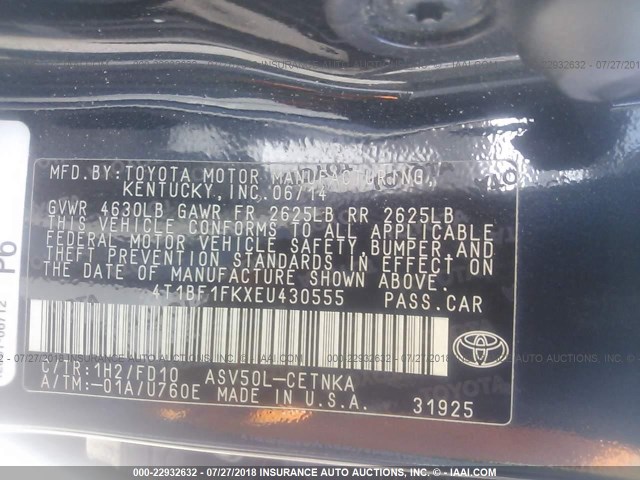 MFD.BY:TOYOTA MOTOR MANUFACTURING
KENTUCKY,INC.06/14
GVWR 4630LB GAWR FR 2625LB RR 2625LB
THIS VEHICLE CONFORMS TO ALL APPLICABLE
FEDERAL MOTOR VEHICLE SAFETY,BUMPER,AND
THEFT PREVENTION STANDARDS IN EFFECT ON
THE DATE OF MANUFACTURE SHOWN ABOVE.
4T1BF1FKXEU430555 PASS.CAR
C/TR:1H2/FD10 ASV50L-CETNKA
A/TM:-01A/U760E MADE IN U.S.A. 31925
TOYOTA
P6
000-22932632 - 07/27/2018 INSURANCE AUTO AUCTIONS, INC. - © - IAAI.COM